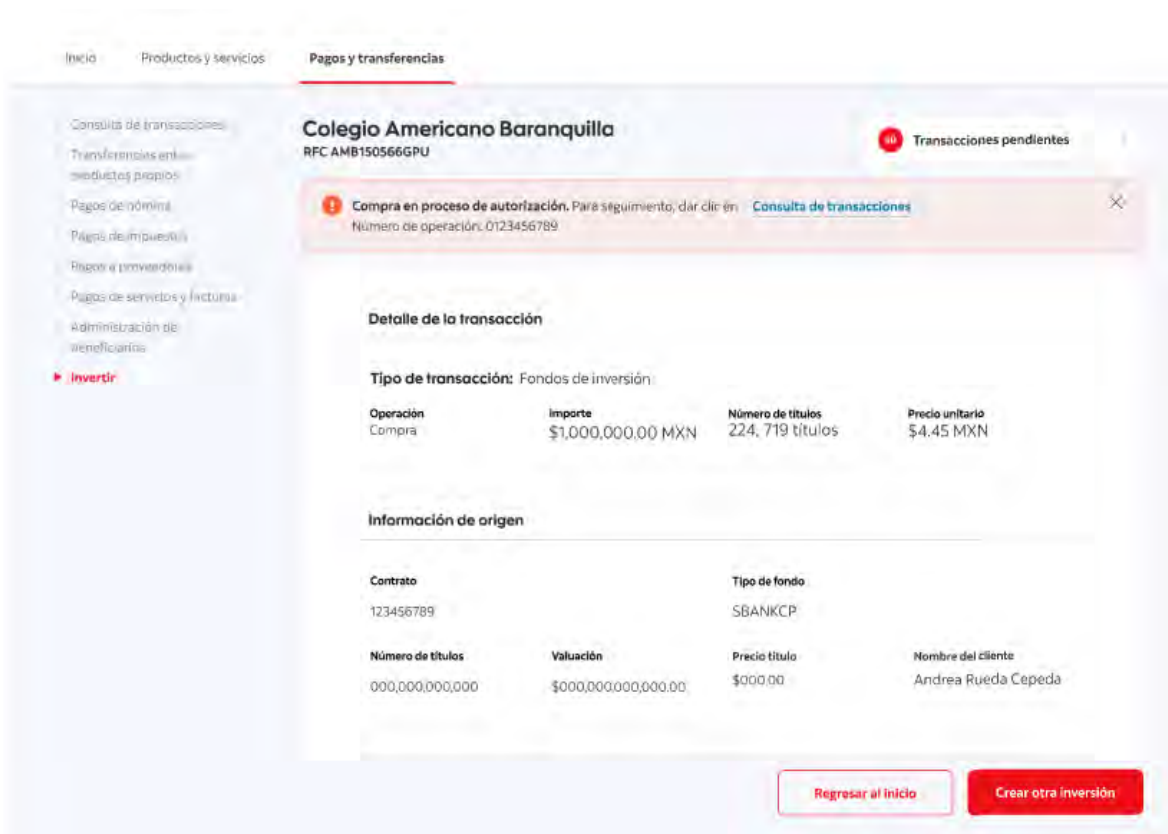 Inicio Productos y servicios Pagos y transferencias
Consulta de transacciones
Transferencias entre
productos propios
Pagos de nómina
Pagos de impuestos
Pagos a proveedores
Pagos de servicios y facturas
Administración de
beneficiarios
Invertir
Colegio Americano Baranquilla
RFC AMB150566GPU
Transacciones pendientes
Compra en proceso de autorización. Para seguimiento, dar clic en Consulta de transacciones
Número de operación: 0123456789
Detalle de la transacción
Tipo de transacción: Fondos de inversión
Operación Importe Número de títulos Precio unitario
Compra $1,000,000.00 MXN 224, 719 títulos $4.45 MXN
Información de origen
Contrato Tipo de fondo
123456789 SBANKCP
Número de títulos Valuación Precio título Nombre del cliente
000,000,000,000 $000,000,000,000.00 $000.00 Andrea Rueda Cepeda
Regresar al inicio Crear otra inversión